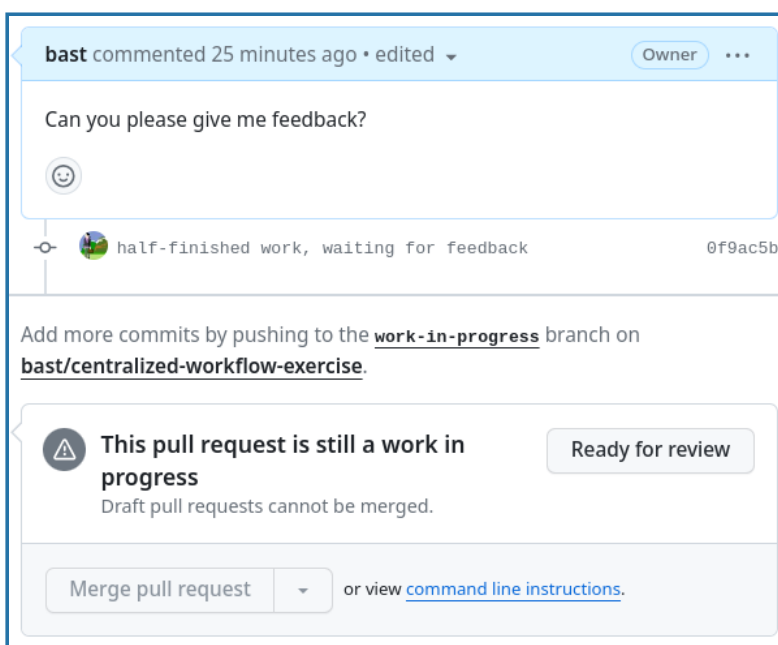 bast commented 25 minutes ago • edited
Owner
Can you please give me feedback?
half-finished work, waiting for feedback
0f9ac5b
Add more commits by pushing to the work-in-progress branch on
bast/centralized-workflow-exercise.
This pull request is still a work in
progress
Ready for review
Draft pull requests cannot be merged.
Merge pull request
or view command line instructions.